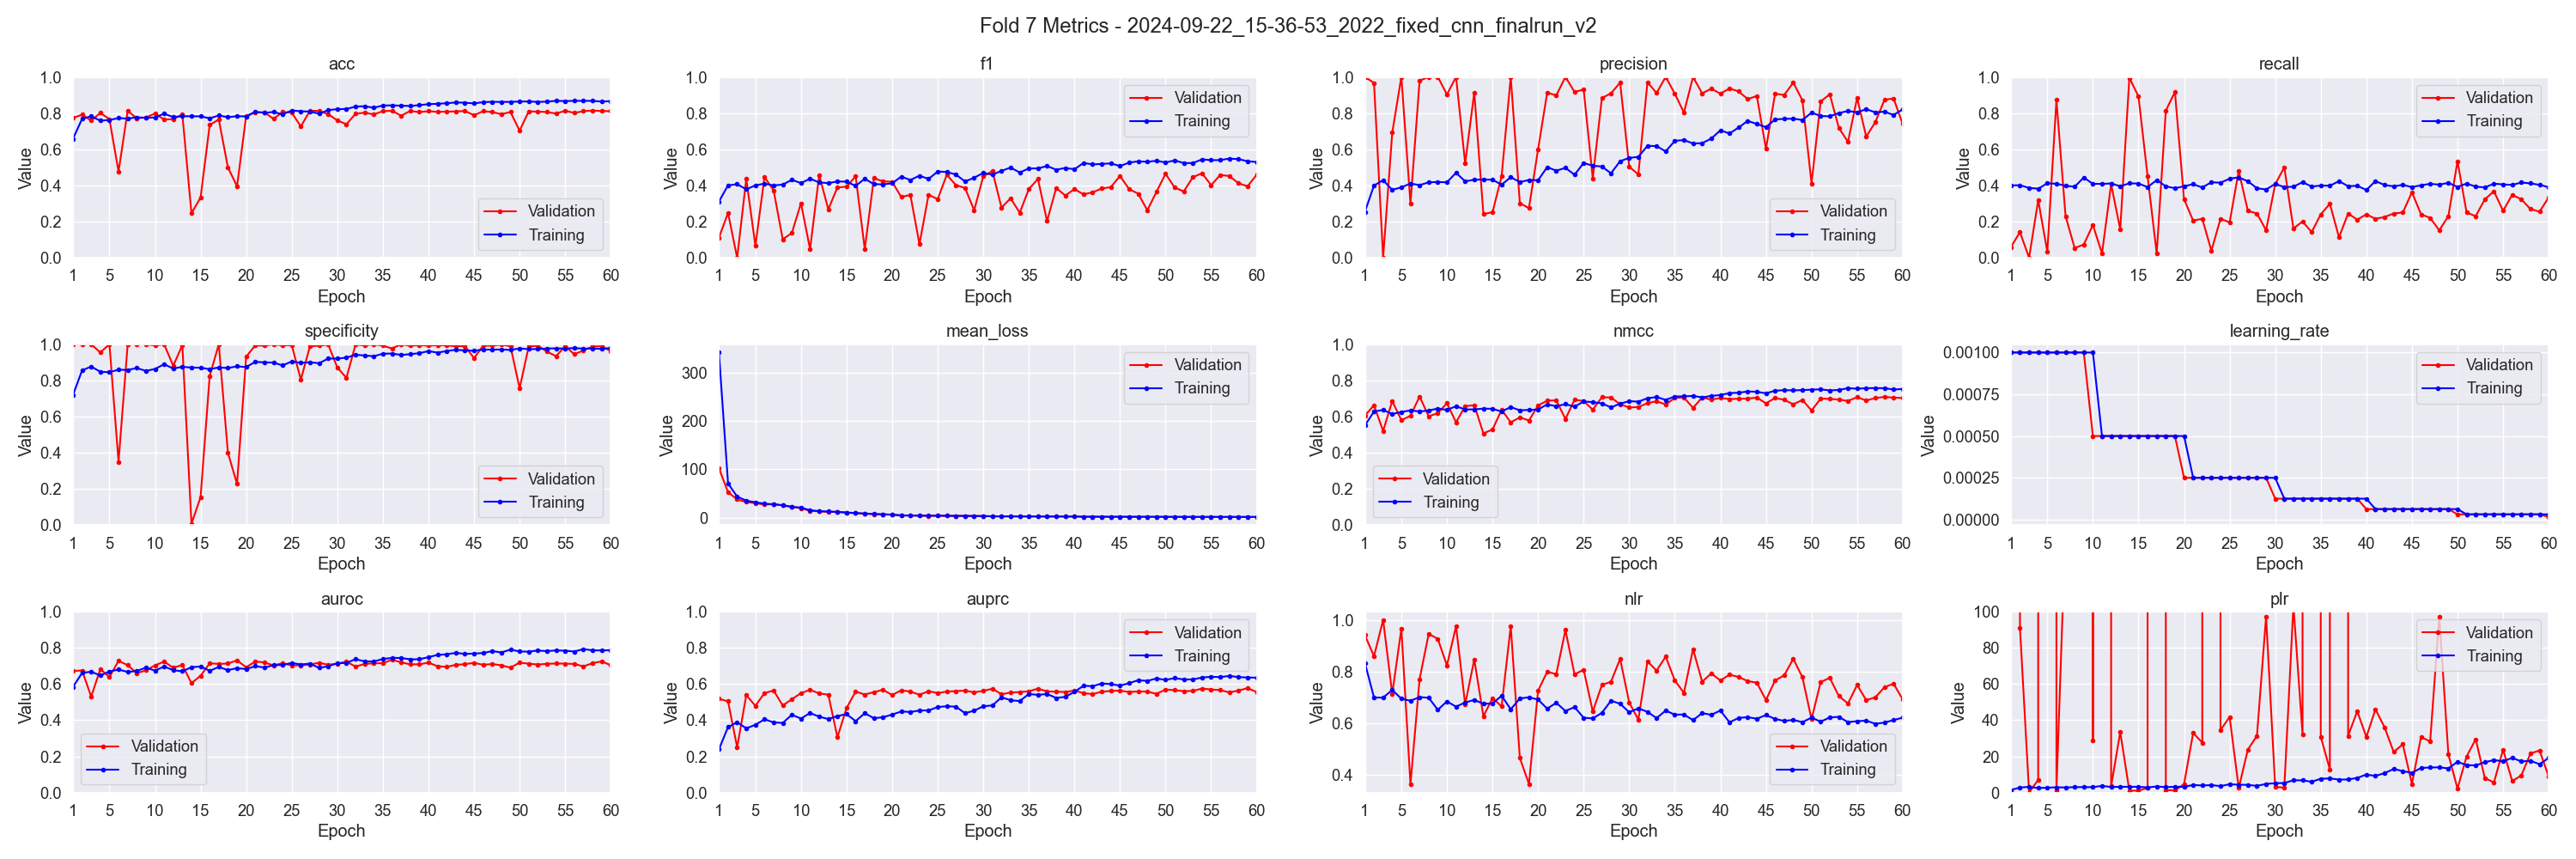 Fold 7 Metrics - 2024-09-22_15-36-53_2022_fixed_cnn_finalrun_v2
acc
Value
1.0
0.8
0.6
0.4
0.2
0.0
Validation
Training
1 5 10 15 20 25 30 35 40 45 50 55 60
Epoch
f1
Value
1.0
0.8
0.6
0.4
0.2
0.0
Validation
Training
1 5 10 15 20 25 30 35 40 45 50 55 60
Epoch
precision
Value
1.0
0.8
0.6
0.4
0.2
0.0
Validation
Training
1 5 10 15 20 25 30 35 40 45 50 55 60
Epoch
recall
Value
1.0
0.8
0.6
0.4
0.2
0.0
Validation
Training
1 5 10 15 20 25 30 35 40 45 50 55 60
Epoch
specificity
Value
1.0
0.8
0.6
0.4
0.2
0.0
Validation
Training
1 5 10 15 20 25 30 35 40 45 50 55 60
Epoch
mean_loss
Value
300
200
100
0
Validation
Training
1 5 10 15 20 25 30 35 40 45 50 55 60
Epoch
nmcc
Value
1.0
0.8
0.6
0.4
0.2
0.0
Validation
Training
1 5 10 15 20 25 30 35 40 45 50 55 60
Epoch
learning_rate
Value
0.00100
0.00075
0.00050
0.00025
0.00000
Validation
Training
1 5 10 15 20 25 30 35 40 45 50 55 60
Epoch
auroc
Value
1.0
0.8
0.6
0.4
0.2
0.0
Validation
Training
1 5 10 15 20 25 30 35 40 45 50 55 60
Epoch
auprc
Value
1.0
0.8
0.6
0.4
0.2
0.0
Validation
Training
1 5 10 15 20 25 30 35 40 45 50 55 60
Epoch
nlr
Value
1.0
0.8
0.6
0.4
Validation
Training
1 5 10 15 20 25 30 35 40 45 50 55 60
Epoch
plr
Value
100
80
60
40
20
0
Validation
Training
1 5 10 15 20 25 30 35 40 45 50 55 60
Epoch